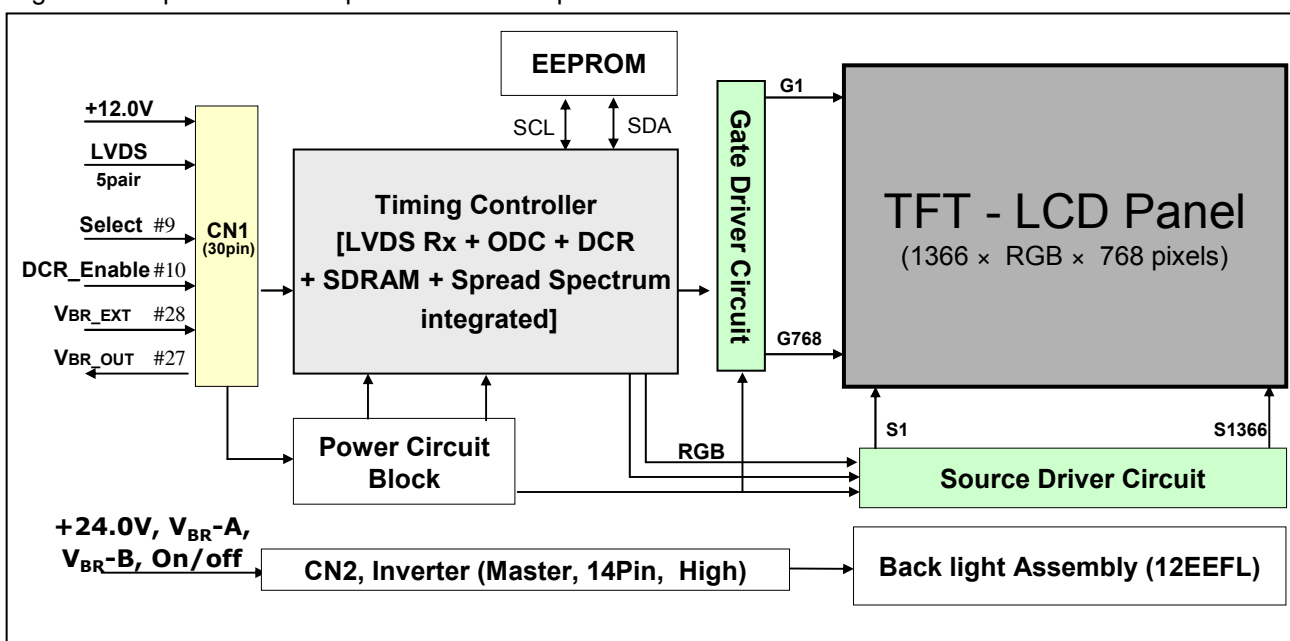 EEPROM
SCL
SDA
+12.0V
LVDS
5pair
Select #9
DCR_Enable #10
VBR_EXT #28
VBR_OUT #27
CN1
(30pin)
Timing Controller
[LVDS Rx + ODC + DCR
+ SDRAM + Spread Spectrum
integrated]
Gate Driver Circuit
G1
G768
TFT - LCD Panel
(1366 × RGB × 768 pixels)
S1
S1366
Power Circuit
Block
RGB
Source Driver Circuit
+24.0V, VBR-A,
VBR-B, On/off
CN2, Inverter (Master, 14Pin, High)
Back light Assembly (12EEFL)